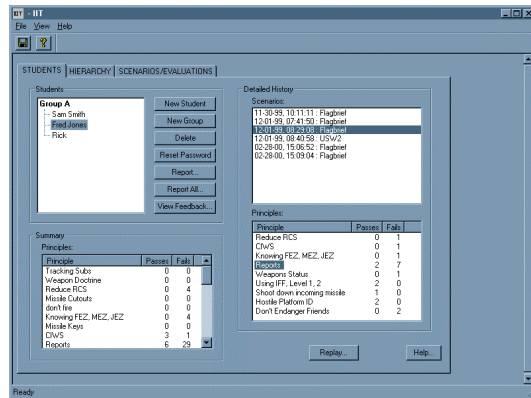 IIT - IIT
File View Help
STUDENTS HIERARCHY SCENARIOS/EVALUATIONS
Students
Group A
Sam Smith
Fred Jones
Rick
New Student
New Group
Delete
Reset Password
Report...
Report All...
View Feedback...
Summary
Principles:
Principle Passes Fails
Tracking Subs 0 0
Weapon Doctrine 0 0
Reduce RCS 0 4
Missile Cutouts 0 0
don't fire 0 0
Knowing FEZ, MEZ, JEZ 0 4
Missile Keys 0 0
CIWS 3 1
Reports 6 29
Detailed History
Scenarios:
11-30-99, 10:11:11 : Flagbrief
12-01-99, 07:41:50 : Flagbrief
12-01-99, 08:29:08 : Flagbrief
12-01-99, 08:40:58 : USW2
02-28-00, 15:06:52 : Flagbrief
02-28-00, 15:09:04 : Flagbrief
Principles:
Principle Passes Fails
Reduce RCS 0 1
CIWS 0 1
Knowing FEZ, MEZ, JEZ 0 1
Reports 2 7
Weapons Status 0 1
Using IFF, Level 1, 2 2 0
Shoot down incoming missile 1 0
Hostile Platform ID 2 0
Don't Endanger Friends 0 2
Replay...
Help...
Ready